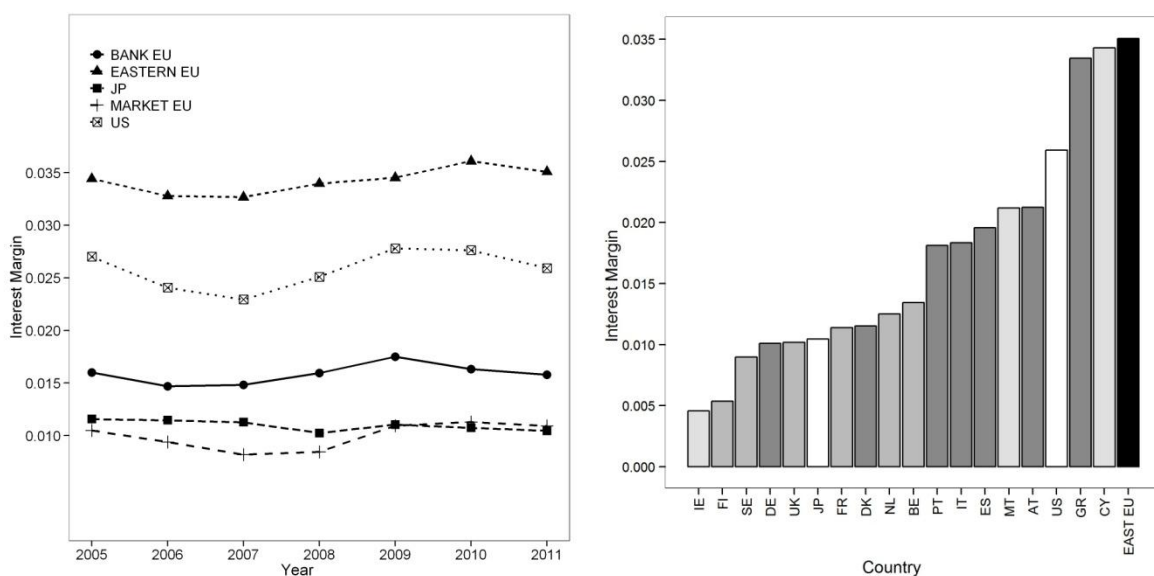 BANK EU
EASTERN EU
JP
MARKET EU
US
Interest Margin
0.035
0.030
0.025
0.020
0.015
0.010
2005 2006 2007 2008 2009 2010 2011
Year
Interest Margin
0.035
0.030
0.025
0.020
0.015
0.010
0.005
0.000
IE FI SE DE UK JP FR DK NL BE PT IT ES MT AT US GR CY EAST EU
Country